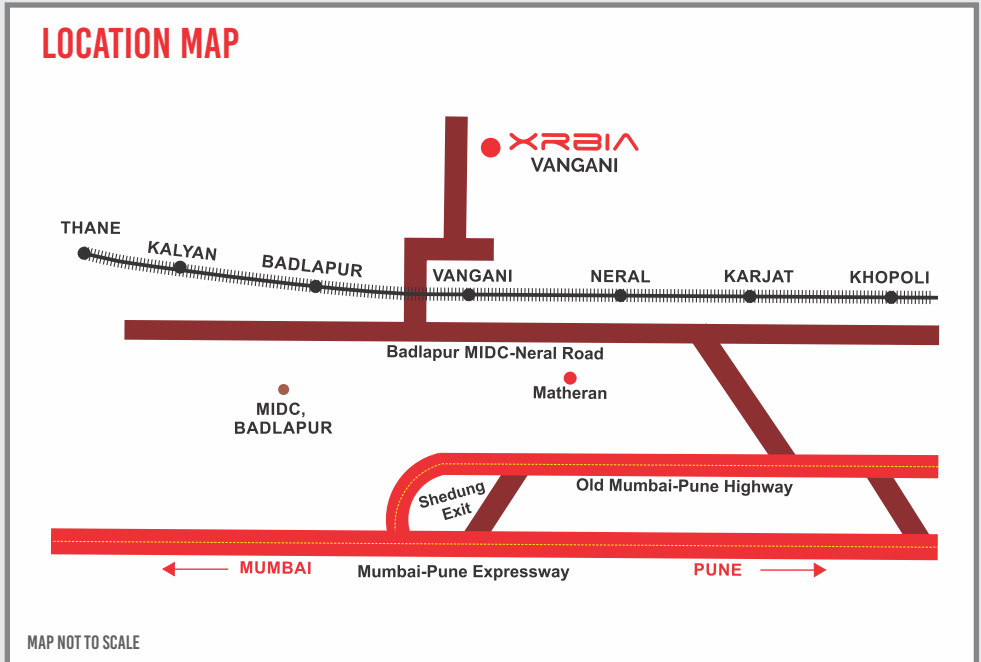 LOCATION MAP
XRBIA
VANGANI
THANE
KALYAN
BADLAPUR
VANGANI
NERAL
KARJAT
KHOPOLI
Badlapur MIDC-Neral Road
Matheran
MIDC,
BADLAPUR
Shedung
Exit
Old Mumbai-Pune Highway
MUMBAI
Mumbai-Pune Expressway
PUNE
MAP NOT TO SCALE